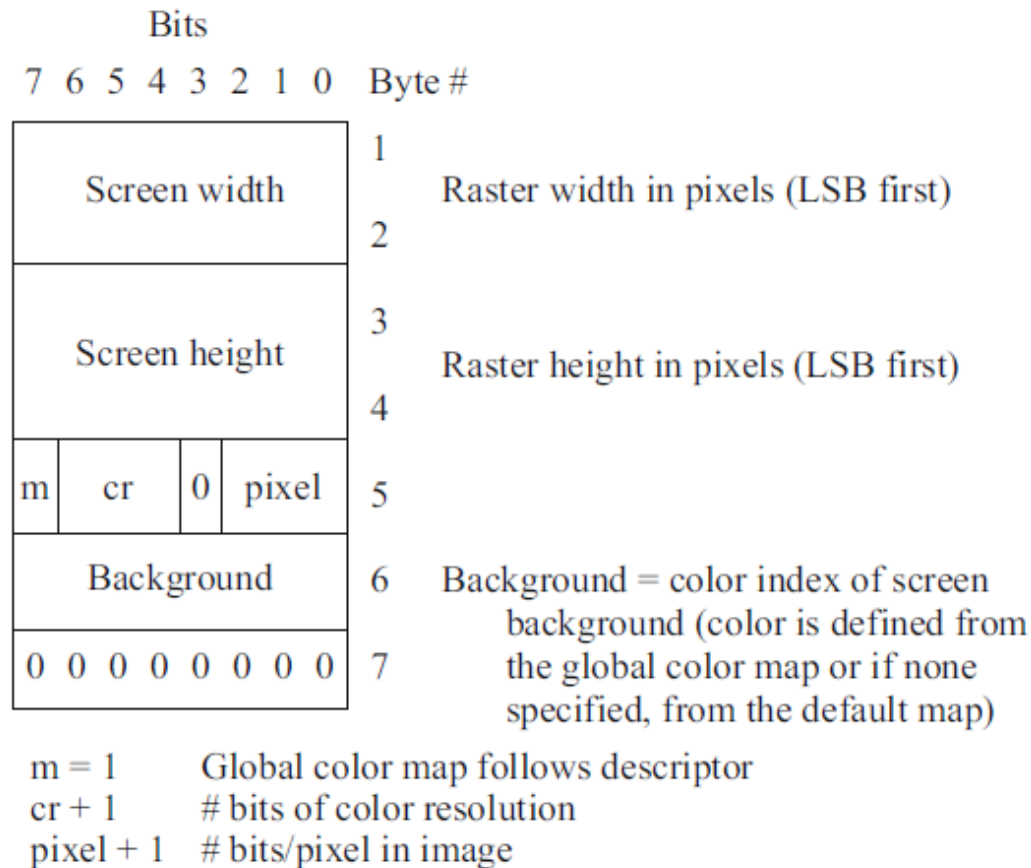 Bits
7 6 5 4 3 2 1 0 Byte #
1
Screen width Raster width in pixels (LSB first)
2
3
Screen height Raster height in pixels (LSB first)
4
m cr 0 pixel 5
Background 6 Background = color index of screen
background (color is defined from
0 0 0 0 0 0 0 0 7 the global color map or if none
specified, from the default map)
m = 1 Global color map follows descriptor
cr + 1 # bits of color resolution
pixel + 1 # bits/pixel in image